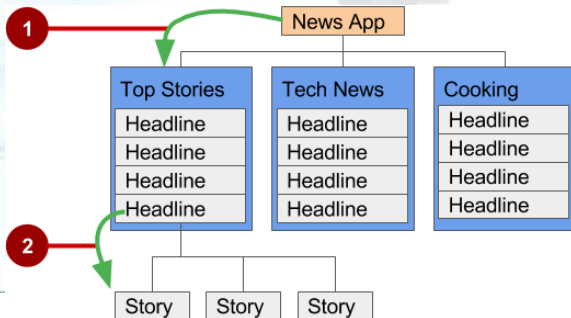 1
News App
Top Stories
Headline
Headline
Headline
Headline
Tech News
Headline
Headline
Headline
Headline
Cooking
Headline
Headline
Headline
Headline
2
Story
Story
Story